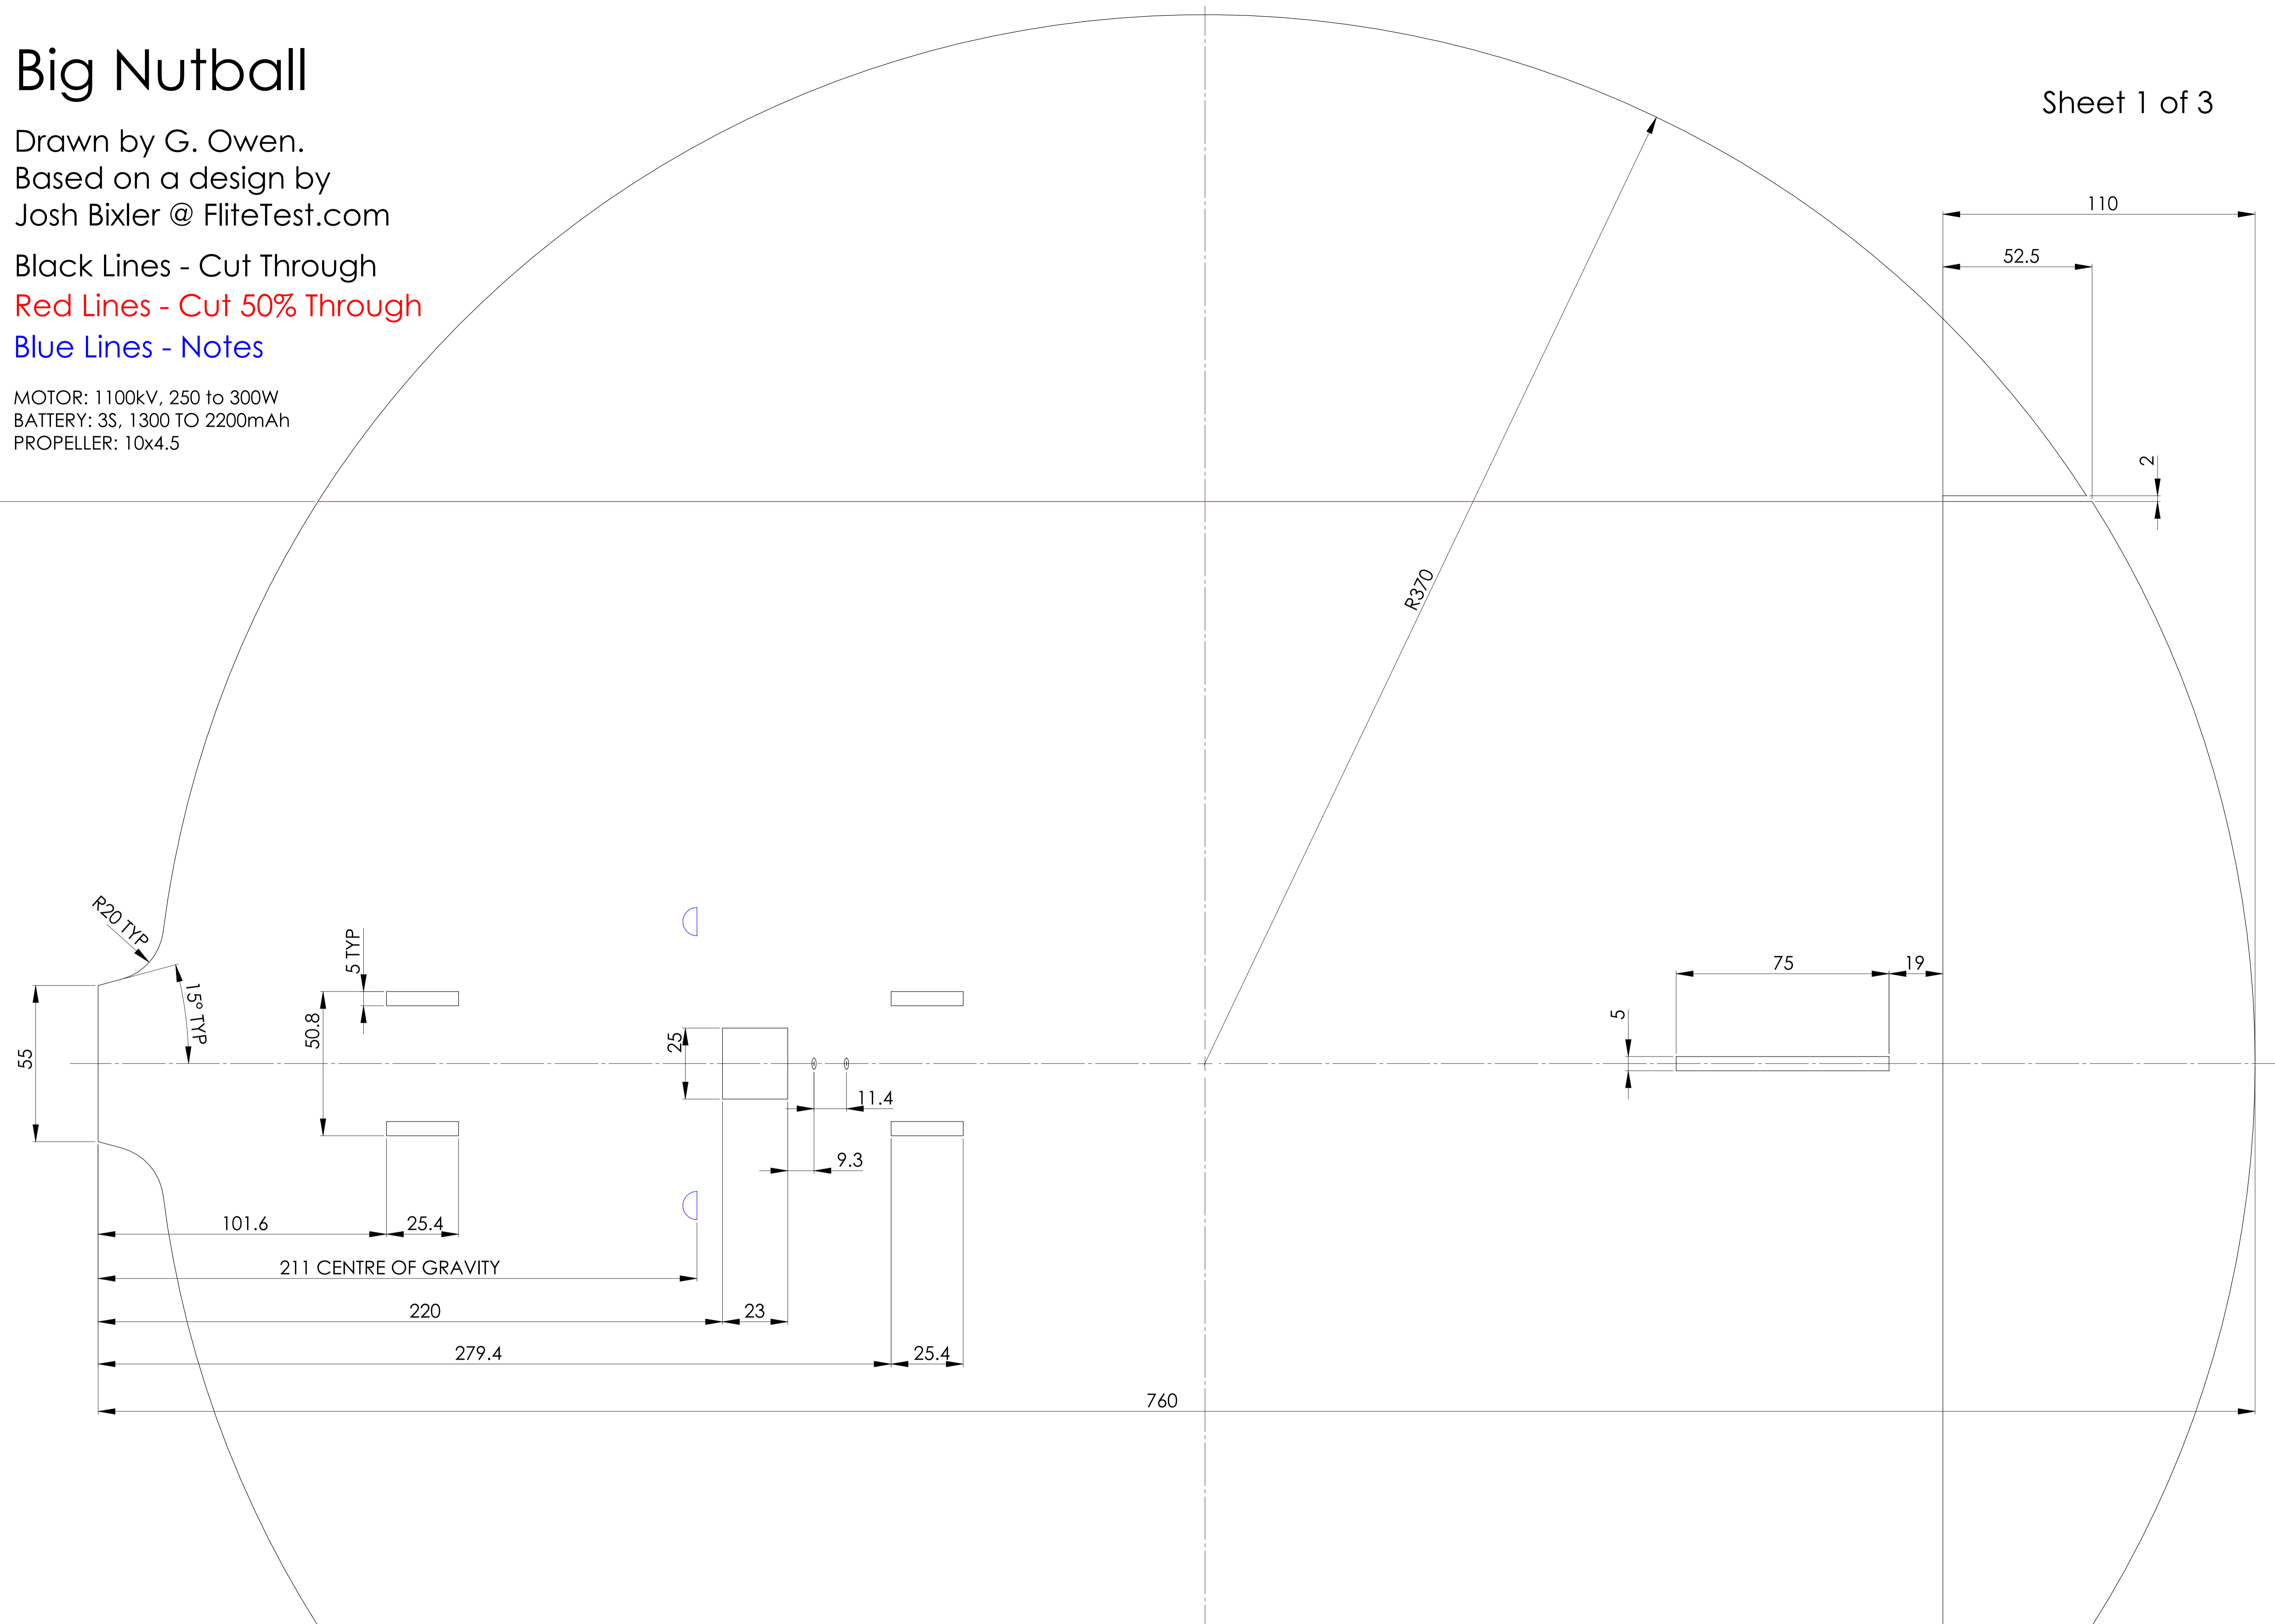 Big Nutball
Sheet 1 of 3
Drawn by G. Owen.
Based on a design by
Josh Bixler @ FliteTest.com
Black Lines - Cut Through
Red Lines - Cut 50% Through
Blue Lines - Notes
MOTOR: 1100kV, 250 to 300W
BATTERY: 3S, 1300 TO 2200mAh
PROPELLER: 10x4.5
110
52.5
2
R370
R20 TYP
15° TYP
55
5 TYP
50.8
25
11.4
9.3
75
19
5
101.6
25.4
211 CENTRE OF GRAVITY
220
23
279.4
25.4
760